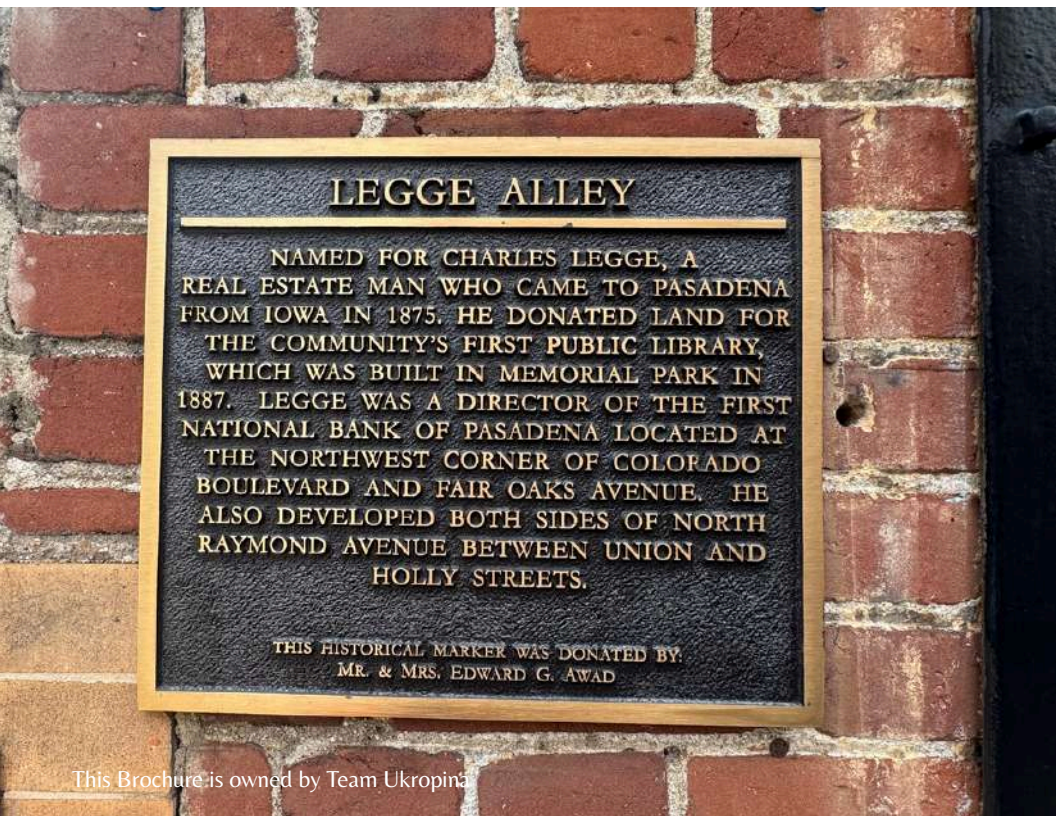 LEGGE ALLEY
NAMED FOR CHARLES LEGGE, A
REAL ESTATE MAN WHO CAME TO PASADENA
FROM IOWA IN 1875. HE DONATED LAND FOR
THE COMMUNITY'S FIRST PUBLIC LIBRARY,
WHICH WAS BUILT IN MEMORIAL PARK IN
1887. LEGGE WAS A DIRECTOR OF THE FIRST
NATIONAL BANK OF PASADENA LOCATED AT
THE NORTHWEST CORNER OF COLORADO
BOULEVARD AND FAIR OAKS AVENUE. HE
ALSO DEVELOPED BOTH SIDES OF NORTH
RAYMOND AVENUE BETWEEN UNION AND
HOLLY STREETS.
THIS HISTORICAL MARKER WAS DONATED BY:
MR. & MRS. EDWARD G. AWAD
This Brochure is owned by Team Ukropina